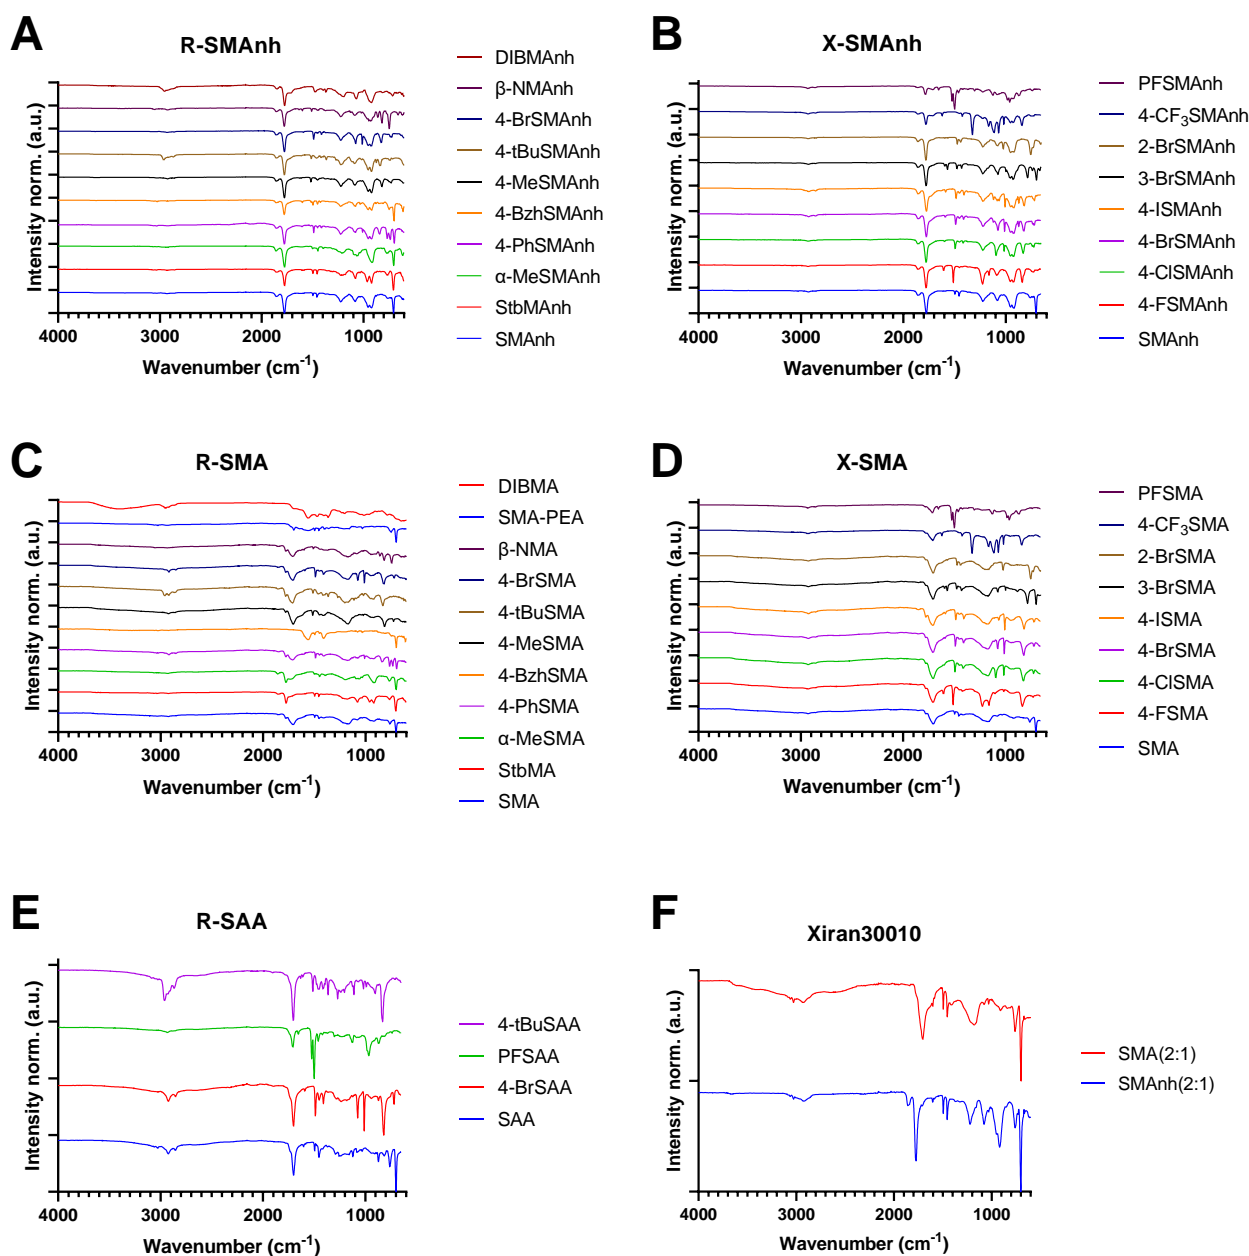 A
R-SMAnh
Intensity norm. (a.u.)
4000 3000 2000 1000
Wavenumber (cm⁻¹)
DIBMAnh
β-NMAnh
4-BrSMAnh
4-tBuSMAnh
4-MeSMAnh
4-BzhSMAnh
4-PhSMAnh
α-MeSMAnh
StbMAnh
SMAnh
B
X-SMAnh
Intensity norm. (a.u.)
4000 3000 2000 1000
Wavenumber (cm⁻¹)
PFSMAnh
4-CF₃SMAnh
2-BrSMAnh
3-BrSMAnh
4-ISMAnh
4-BrSMAnh
4-ClSMAnh
4-FSMAnh
SMAnh
C
R-SMA
Intensity norm. (a.u.)
4000 3000 2000 1000
Wavenumber (cm⁻¹)
DIBMA
SMA-PEA
β-NMA
4-BrSMA
4-tBuSMA
4-MeSMA
4-BzhSMA
4-PhSMA
α-MeSMA
StbMA
SMA
D
X-SMA
Intensity norm. (a.u.)
4000 3000 2000 1000
Wavenumber (cm⁻¹)
PFSMA
4-CF₃SMA
2-BrSMA
3-BrSMA
4-ISMA
4-BrSMA
4-ClSMA
4-FSMA
SMA
E
R-SAA
Intensity norm. (a.u.)
4000 3000 2000 1000
Wavenumber (cm⁻¹)
4-tBuSAA
PFSAA
4-BrSAA
SAA
F
Xiran30010
Intensity norm. (a.u.)
4000 3000 2000 1000
Wavenumber (cm⁻¹)
SMA(2:1)
SMAnh(2:1)